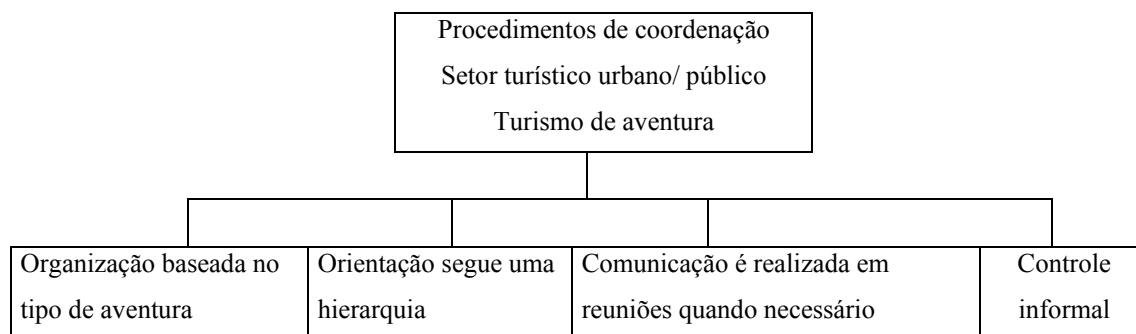 Procedimentos de coordenação
Setor turístico urbano/ público
Turismo de aventura
Organização baseada no
tipo de aventura
Orientação segue uma
hierarquia
Comunicação é realizada em
reuniões quando necessário
Controle
informal